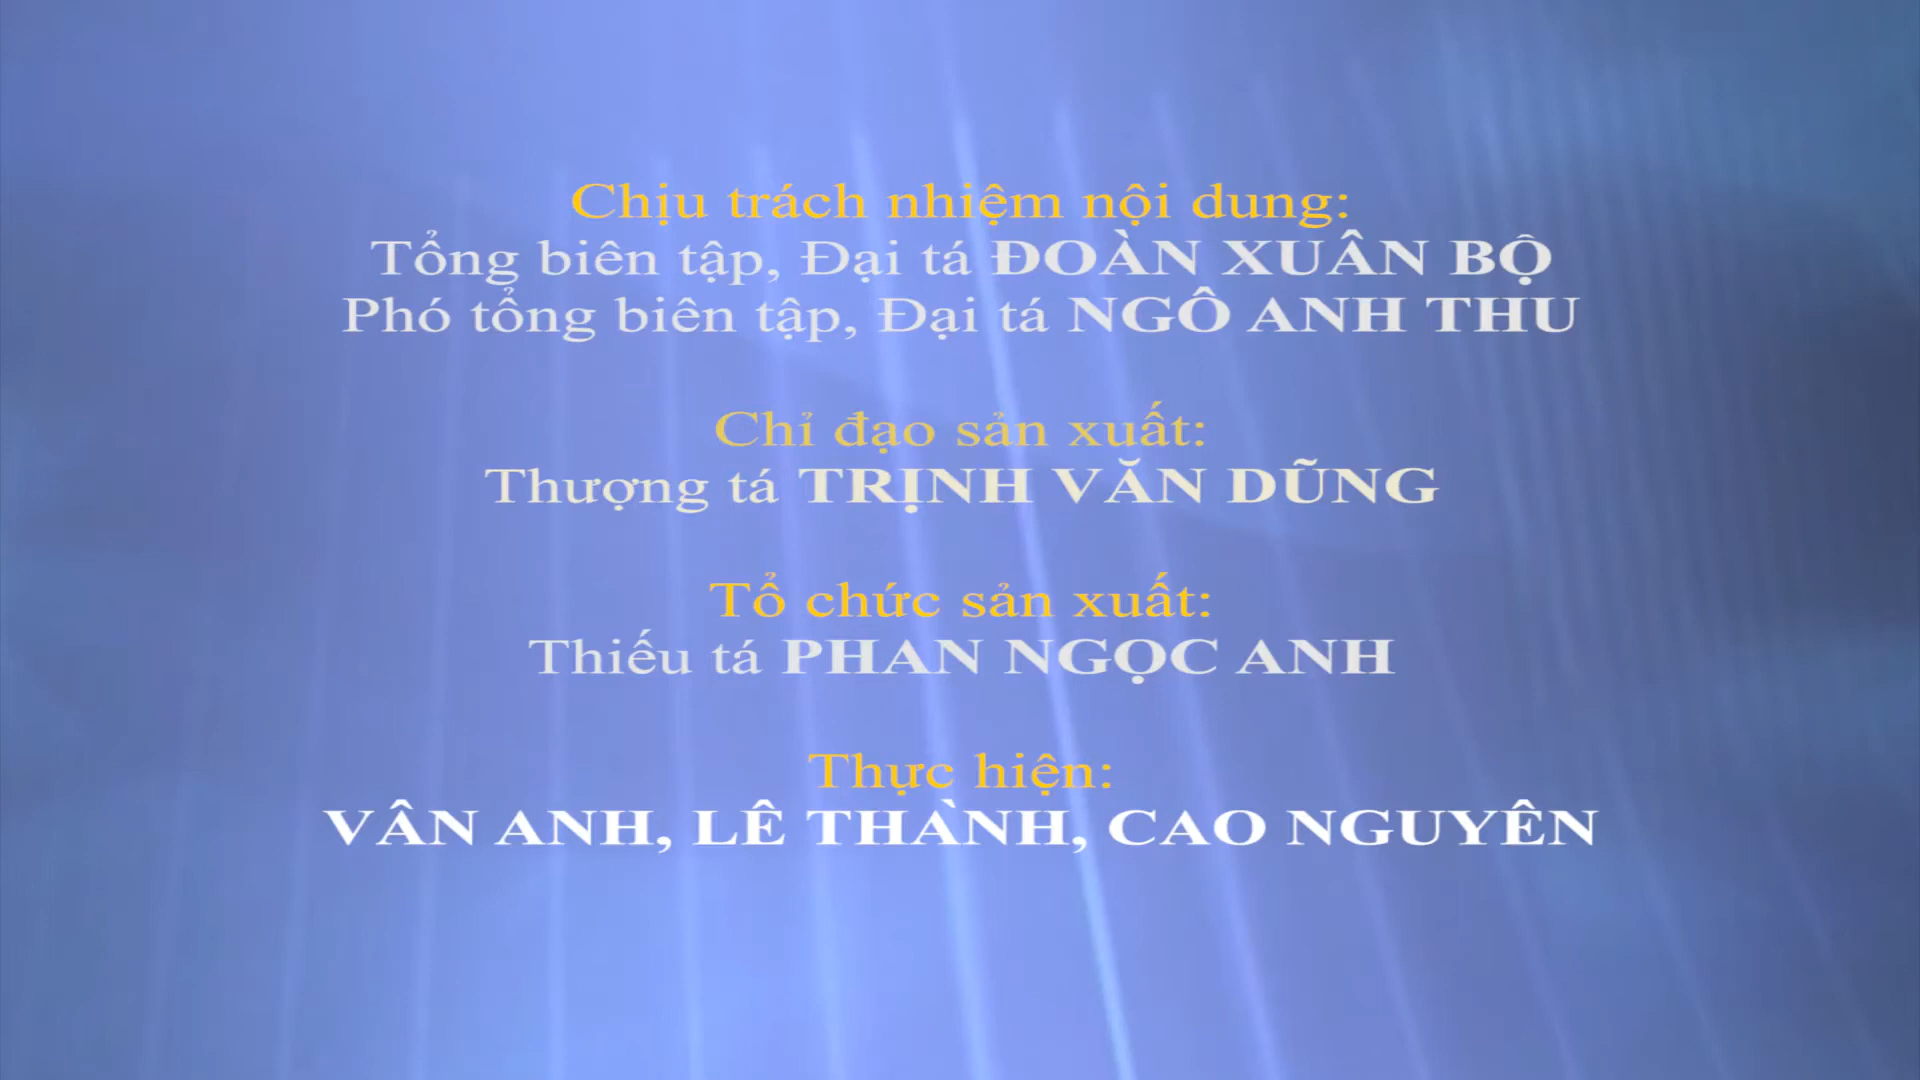 Chịu trách nhiệm nội dung:
Tổng biên tập, Đại tá ĐOÀN XUÂN BỘ
Phó tổng biên tập, Đại tá NGÔ ANH THU
Chỉ đạo sản xuất:
Thượng tá TRỊNH VĂN DŨNG
Tổ chức sản xuất:
Thiếu tá PHAN NGỌC ANH
Thực hiện:
VÂN ANH, LÊ THÀNH, CAO NGUYÊN